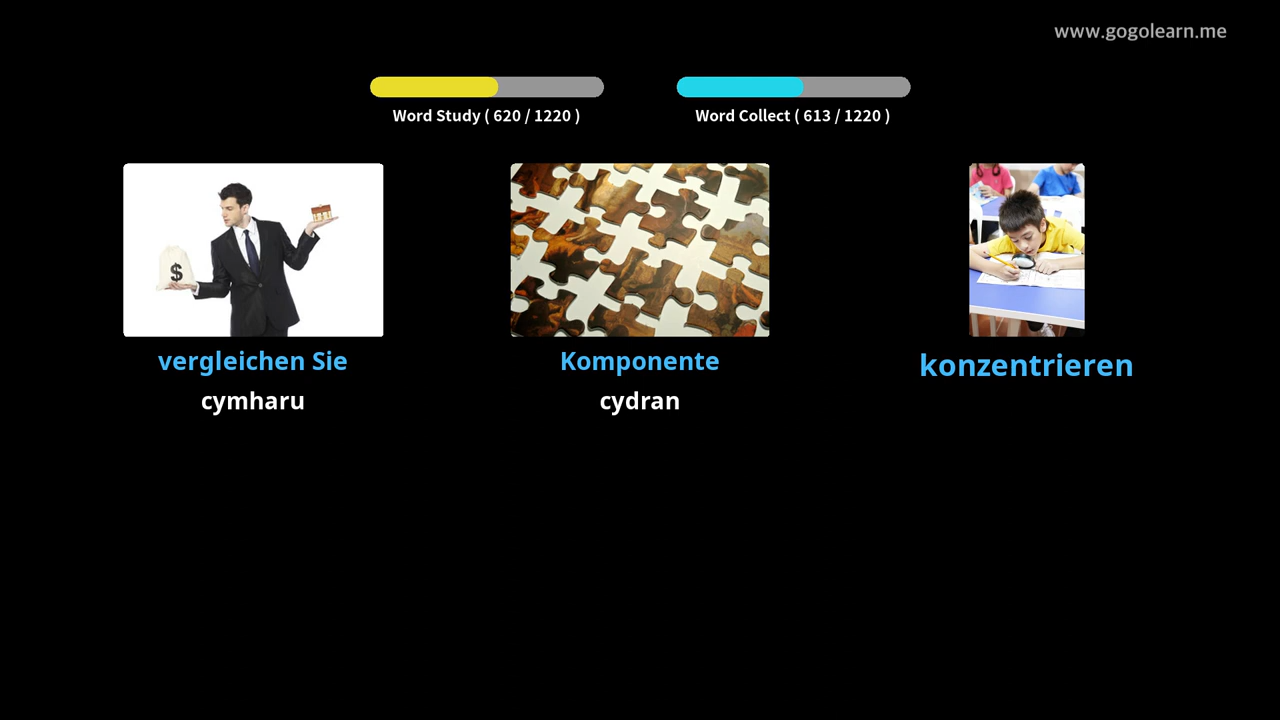 www.gogolearn.me
Word Study ( 620 / 1220 )
Word Collect ( 613 / 1220 )
$
vergleichen Sie
Komponente
konzentrieren
cymharu
cydran